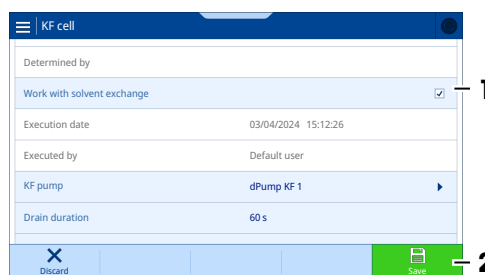 KF cell
Determined by
Work with solvent exchange
1
Execution date 03/04/2024 15:12:26
Executed by Default user
KF pump dPump KF 1
Drain duration 60 s
Discard Save
2